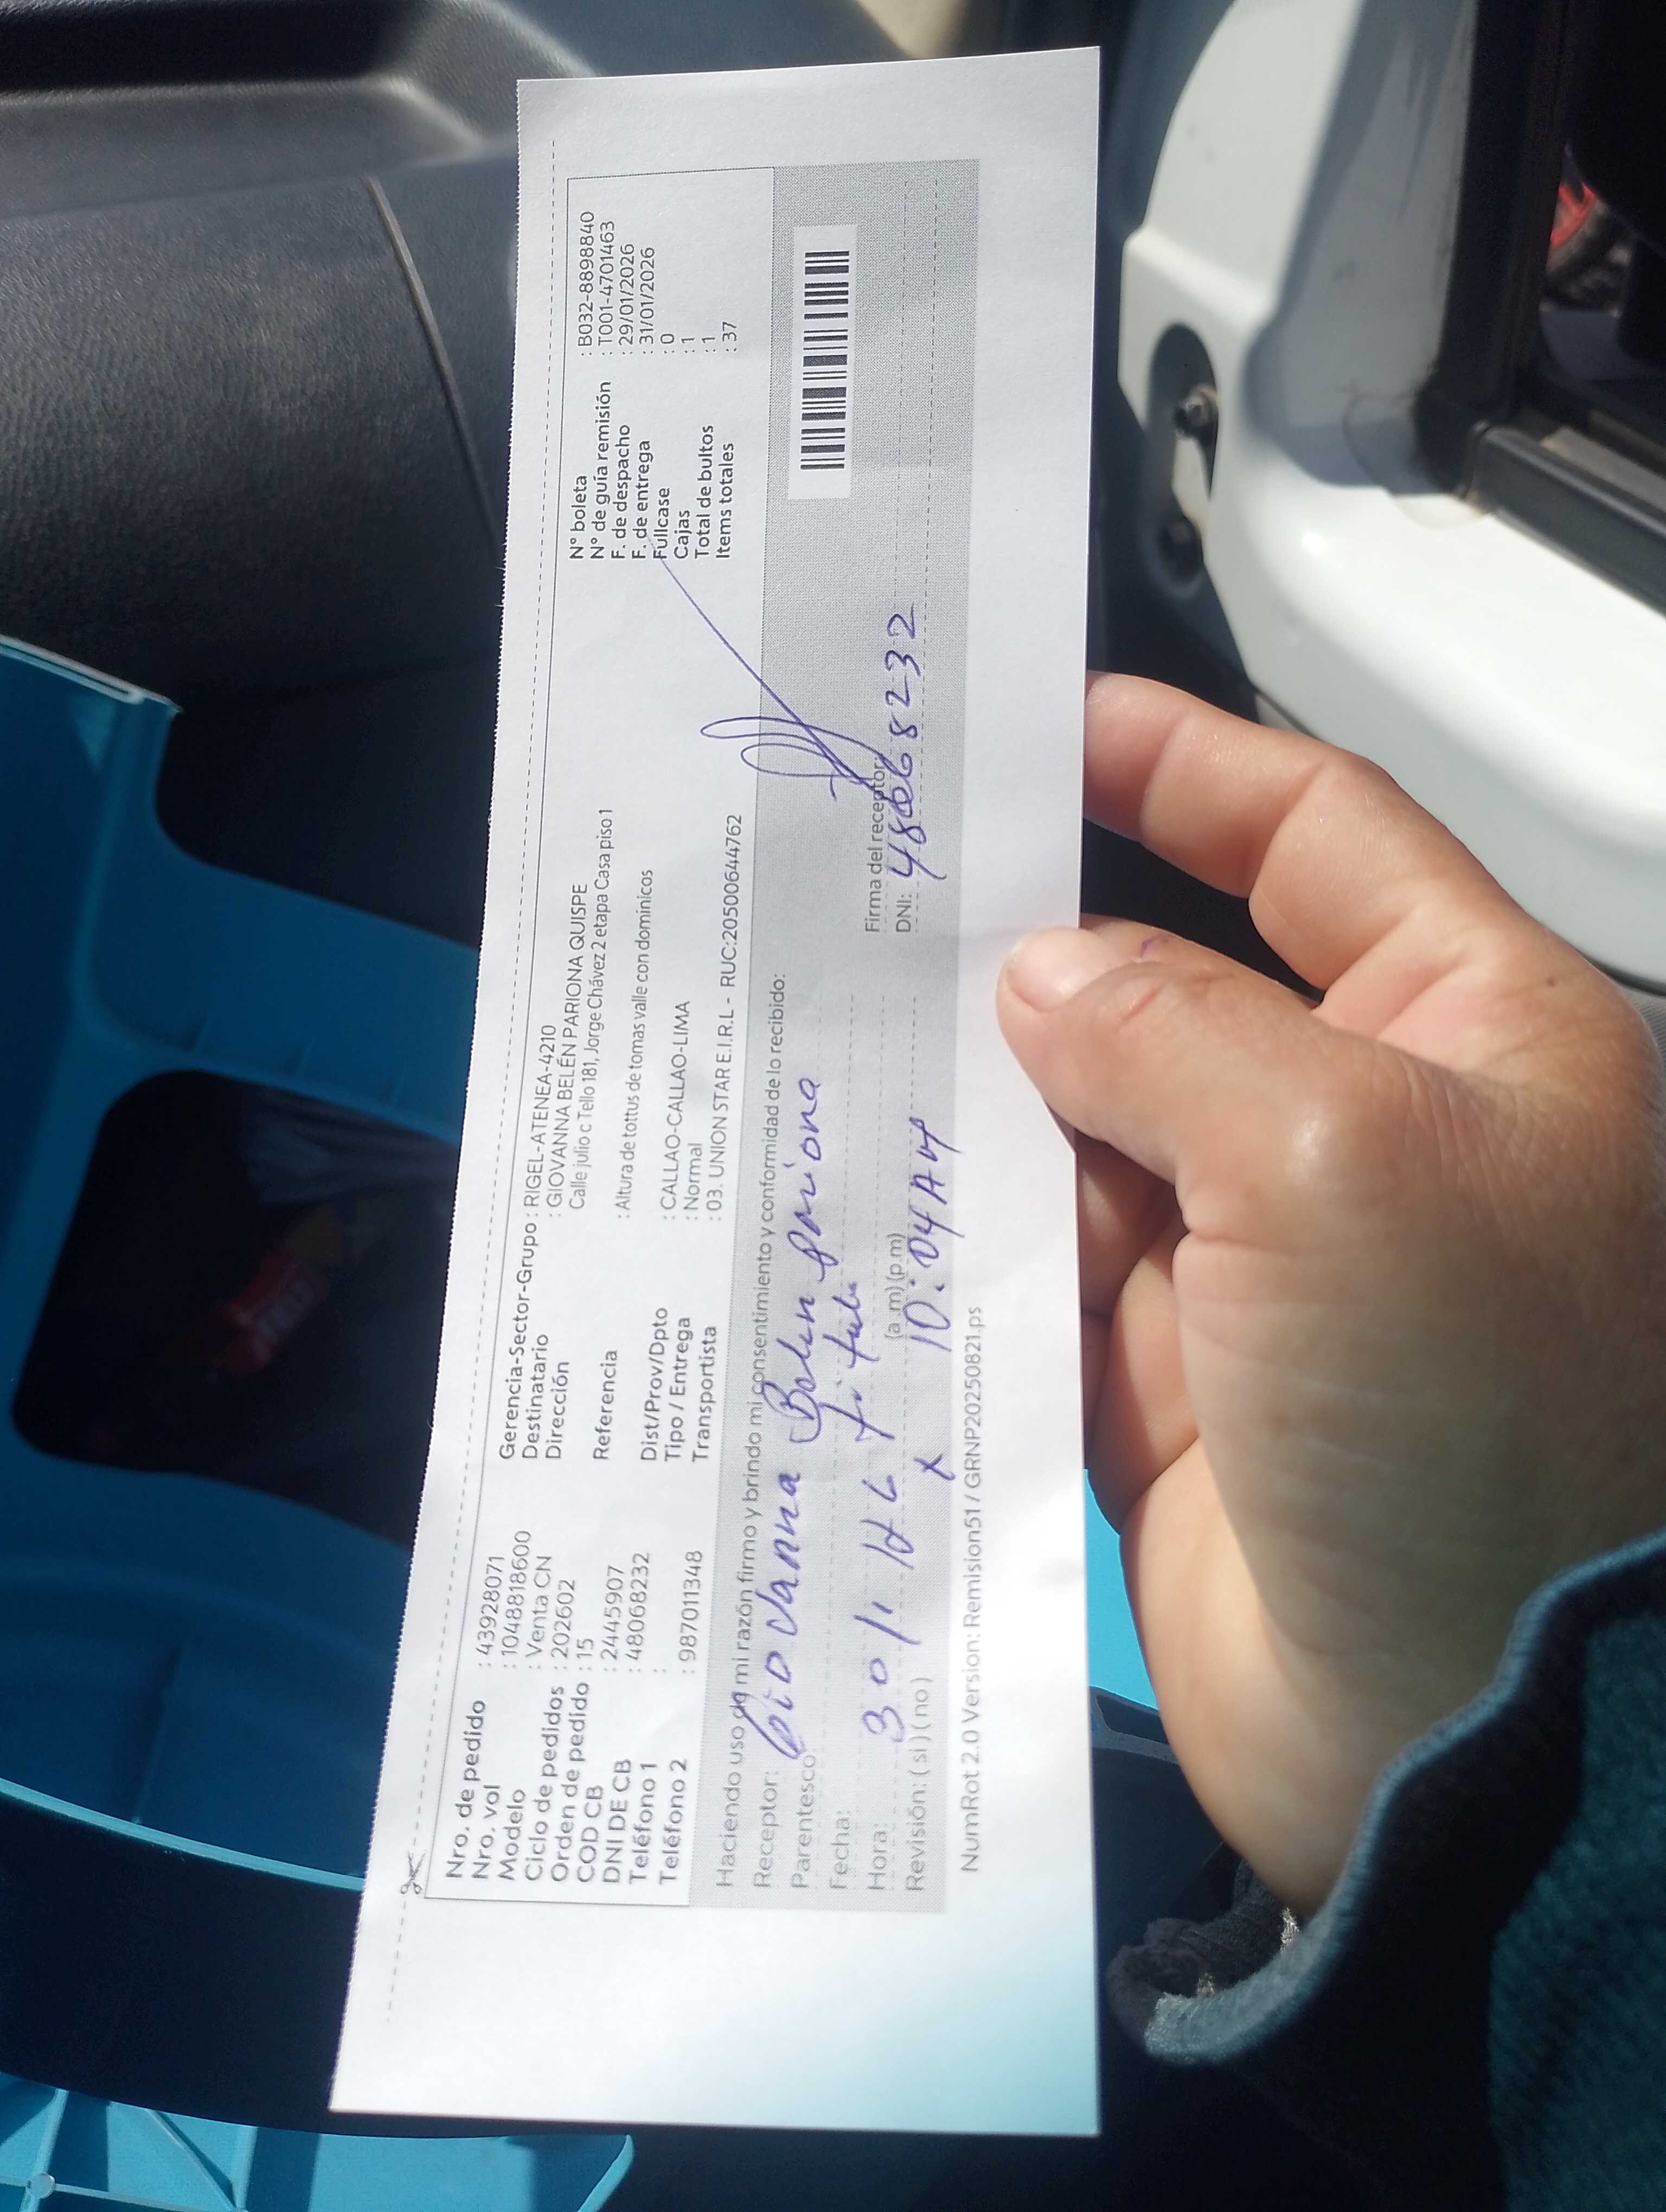 Nro. de pedido : 43928071
Nro. val : 10488818600
Modelo : Venta CN
Ciclo de pedidos : 202602
Orden de pedido : 15
COD CB : 2445907
DNI DE CB : 48068232
Teléfono 1 :
Teléfono 2 : 987011348
Gerencia-Sector-Grupo : RIGEL-ATENEA-4210
Destinatario : GIOVANNA BELÉN PARIONA QUISPE
Dirección Calle julio c Tello 181, Jorge Chávez 2 etapa Casa piso 1
Referencia : Altura de tottus de tomas valle con dominicos
Dist/Prov/Dpto : CALLAO-CALLAO-LIMA
Tipo / Entrega : Normal
Transportista : 03. UNION STAR E.I.R.L - RUC:20500644762
N° boleta : B032-8898840
N° de guía remisión : T001-4701463
F. de despacho : 29/01/2026
F. de entrega : 31/01/2026
Fullcase : 0
Cajas : 1
Total de bultos : 1
Items totales : 37
Haciendo uso de mi razón firmo y brindo mi consentimiento y conformidad de lo recibido:
Receptor: Giovanna Belen pariona
Parentesco:
Fecha: 30
Hora: (a.m)(p.m) 10:04 AM
Revisión: ( si ) ( no ) x
Firma del receptor:
DNI: 48068232
NumRot 2.0 Version: Remision51 / GRNP20250821.ps